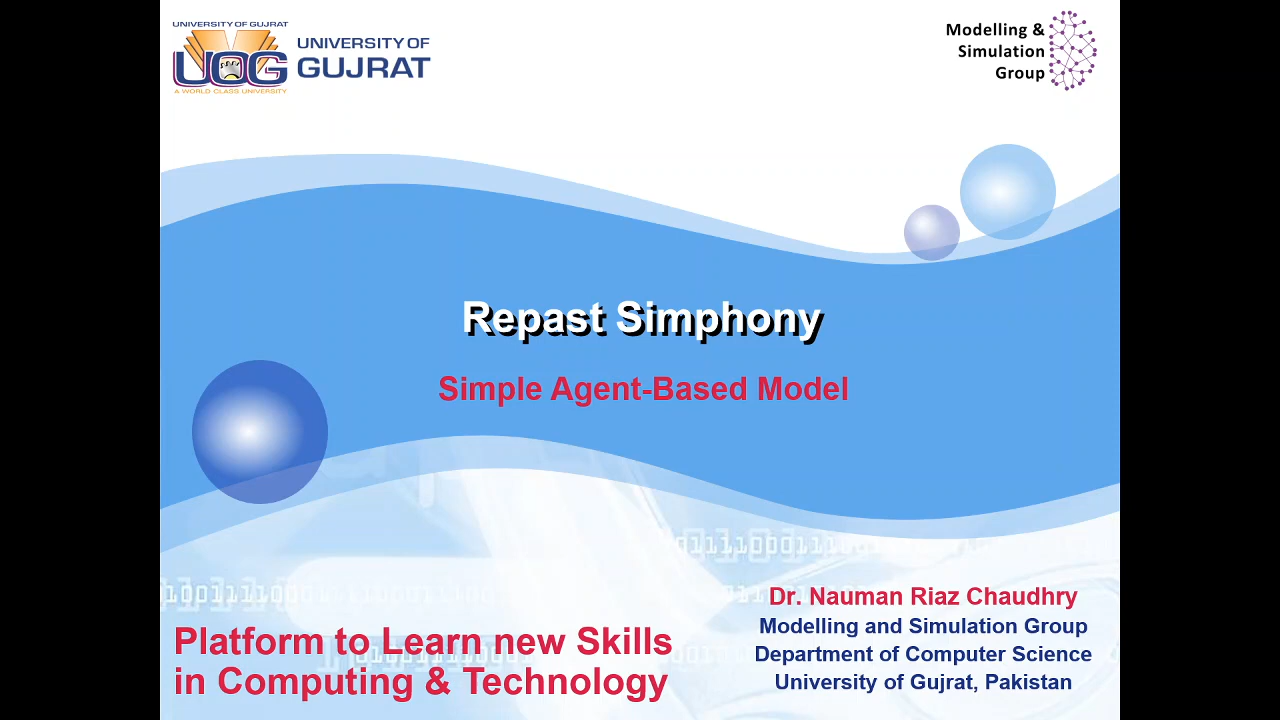 UNIVERSITY OF GUJRAT
UOG
A WORLD CLASS UNIVERSITY
UNIVERSITY OF
GUJRAT
Modelling &
Simulation
Group
Repast Simphony
Simple Agent-Based Model
Platform to Learn new Skills
in Computing & Technology
Dr. Nauman Riaz Chaudhry
Modelling and Simulation Group
Department of Computer Science
University of Gujrat, Pakistan